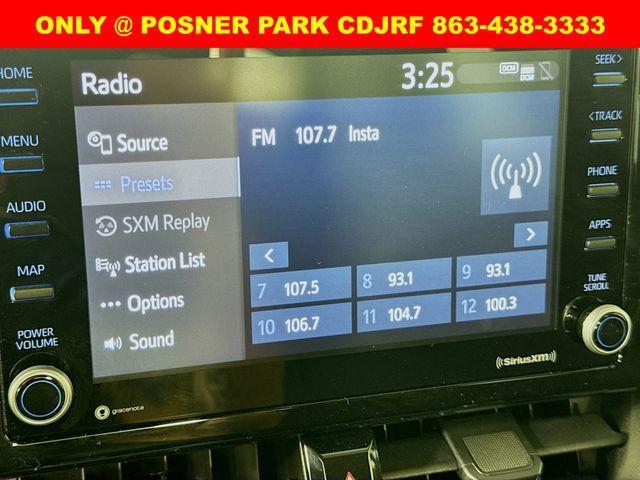 ONLY @ POSNER PARK CDJRF 863-438-3333
HOME
MENU
AUDIO
MAP
POWER
VOLUME
Radio
3:25
DCM
DCM
Source
Presets
SXM Replay
Station List
Options
Sound
FM 107.7 Insta
<
>
7 107.5
8 93.1
9 93.1
10 106.7
11 104.7
12 100.3
SEEK>
<TRACK
PHONE
APPS
TUNE
SCROLL
gracenote
((SiriusXM))